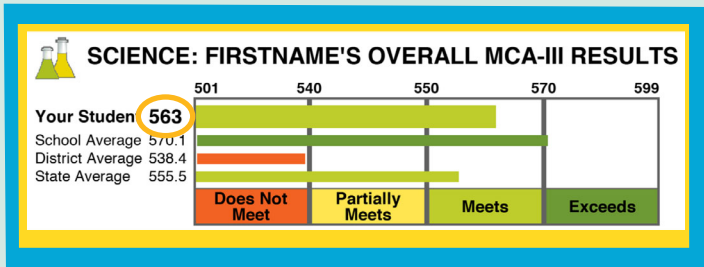 SCIENCE: FIRSTNAME'S OVERALL MCA-III RESULTS
501 540 550 570 599
Your Student 563
School Average 570.1
District Average 538.4
State Average 555.5
Does Not Meet Partially Meets Meets Exceeds